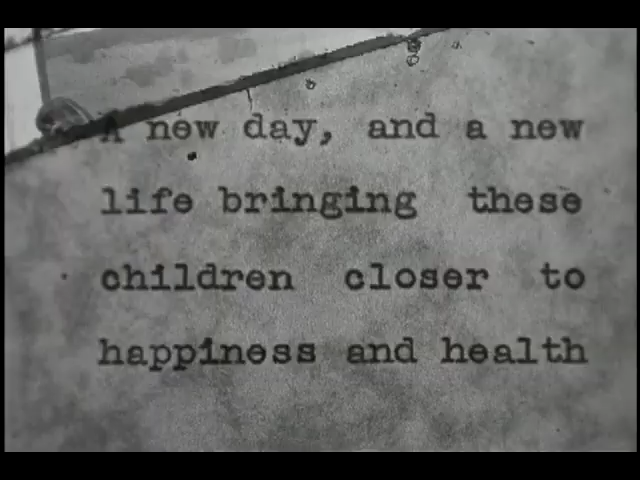 A new day, and a new
life bringing these
children closer to
happiness and health